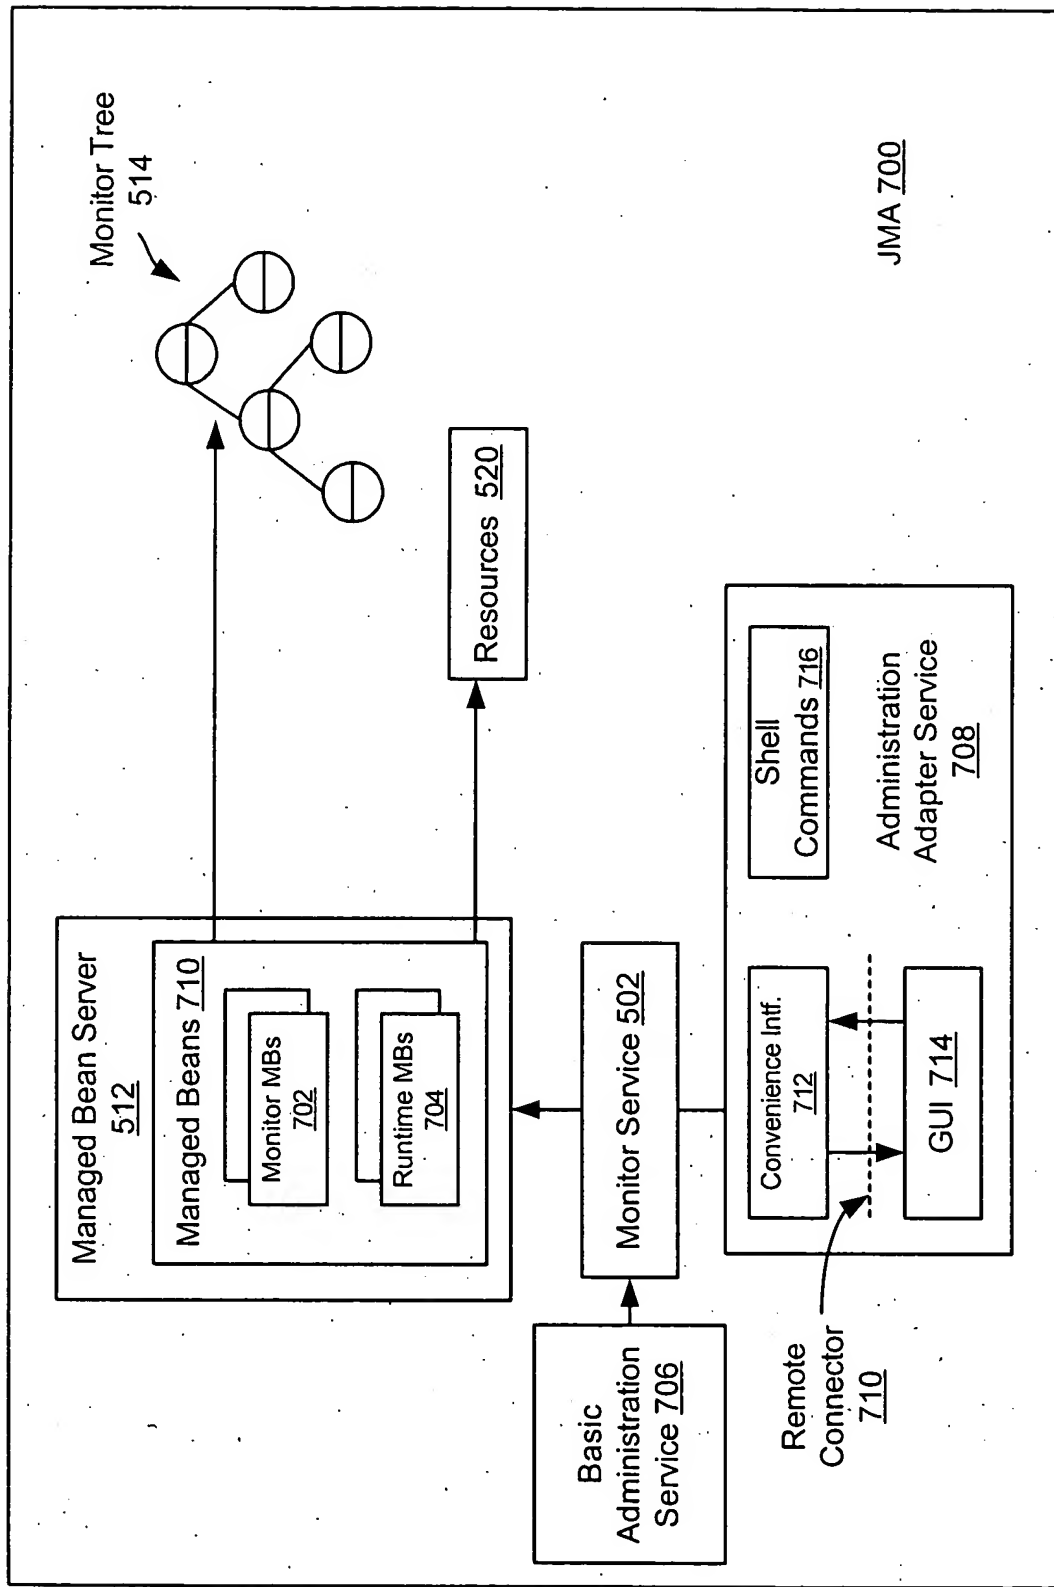 Managed Bean Server
512
Managed Beans 710
Monitor MBs
702
Runtime MBs
704
Monitor Tree
514
Resources 520
Basic
Administration
Service 706
Monitor Service 502
Remote
Connector
710
Convenience Intf.
712
GUI 714
Shell
Commands 716
Administration
Adapter Service
708
JMA 700